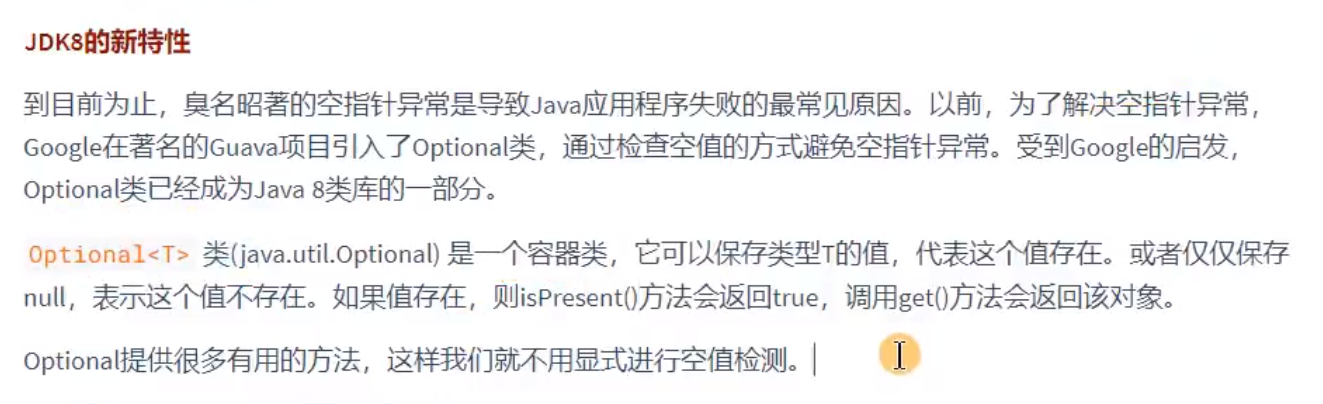 JDK8的新特性
到目前为止，臭名昭著的空指针异常是导致Java应用程序失败的最常见原因。以前，为了解决空指针异常，
Google在著名的Guava项目引入了Optional类，通过检查空值的方式避免空指针异常。受到Google的启发，
Optional类已经成为Java 8类库的一部分。
Optional<T> 类(java.util.Optional) 是一个容器类，它可以保存类型T的值，代表这个值存在。或者仅仅保存
null，表示这个值不存在。如果值存在，则isPresent()方法会返回true，调用get()方法会返回该对象。
Optional提供很多有用的方法，这样我们就不用显式进行空值检测。